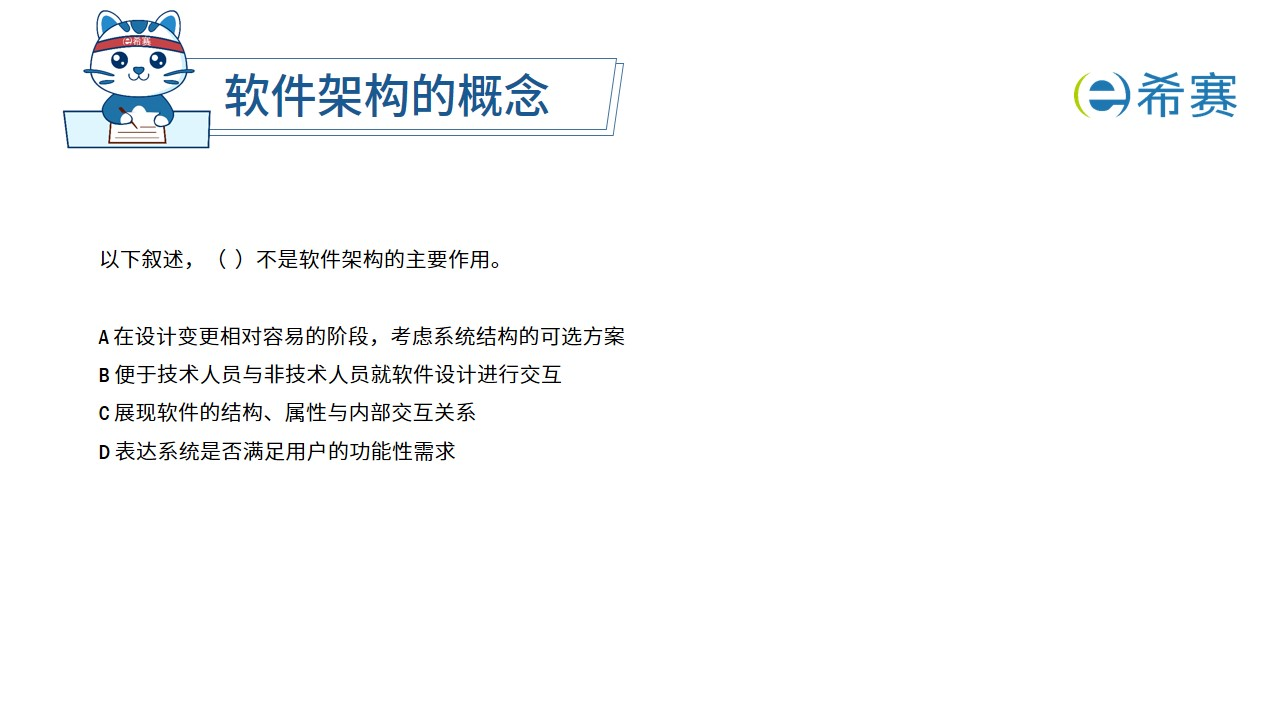 希赛
软件架构的概念
希赛
以下叙述，（ ）不是软件架构的主要作用。
A 在设计变更相对容易的阶段，考虑系统结构的可选方案
B 便于技术人员与非技术人员就软件设计进行交互
C 展现软件的结构、属性与内部交互关系
D 表达系统是否满足用户的功能性需求